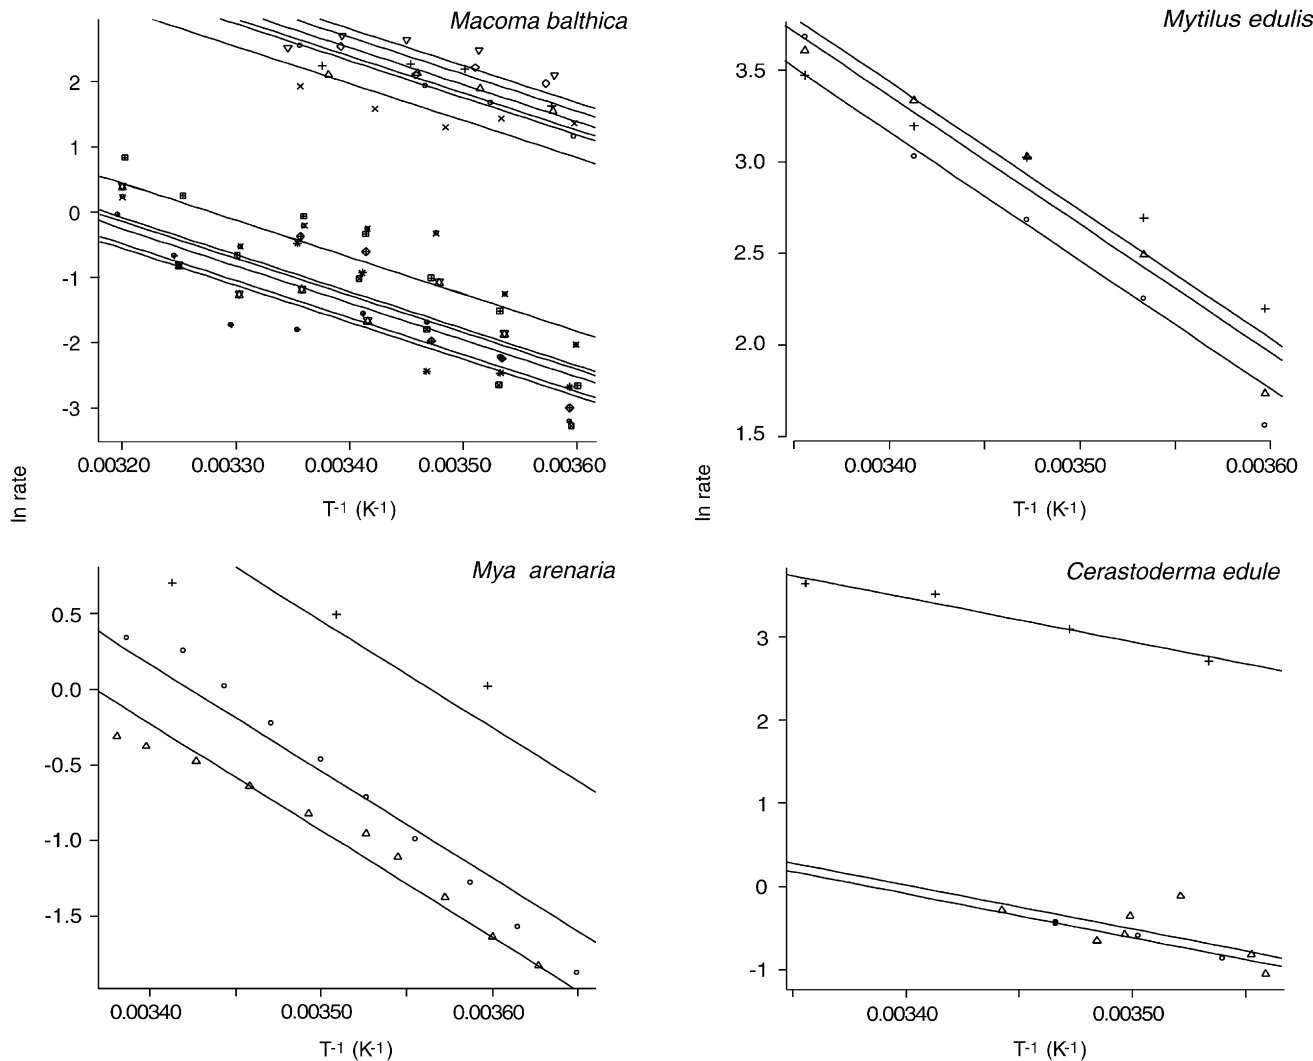 Macoma balthica
2
1
0
-1
-2
-3
0.00320 0.00330 0.00340 0.00350 0.00360
T-1 (K-1)
ln rate
Mytilus edulis
3.5
3.0
2.5
2.0
1.5
0.00340 0.00350 0.00360
T-1 (K-1)
ln rate
Mya arenaria
0.5
0.0
-0.5
-1.0
-1.5
0.00340 0.00350 0.00360
T-1 (K-1)
Cerastoderma edule
3
2
1
0
-1
0.00340 0.00350
T-1 (K-1)